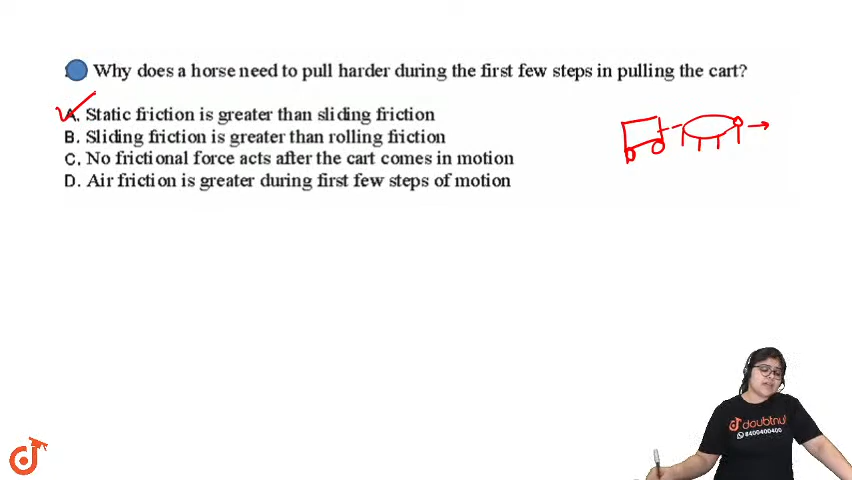 Why does a horse need to pull harder during the first few steps in pulling the cart?
A. Static friction is greater than sliding friction
B. Sliding friction is greater than rolling friction
C. No frictional force acts after the cart comes in motion
D. Air friction is greater during first few steps of motion
doubtnut
8400400400